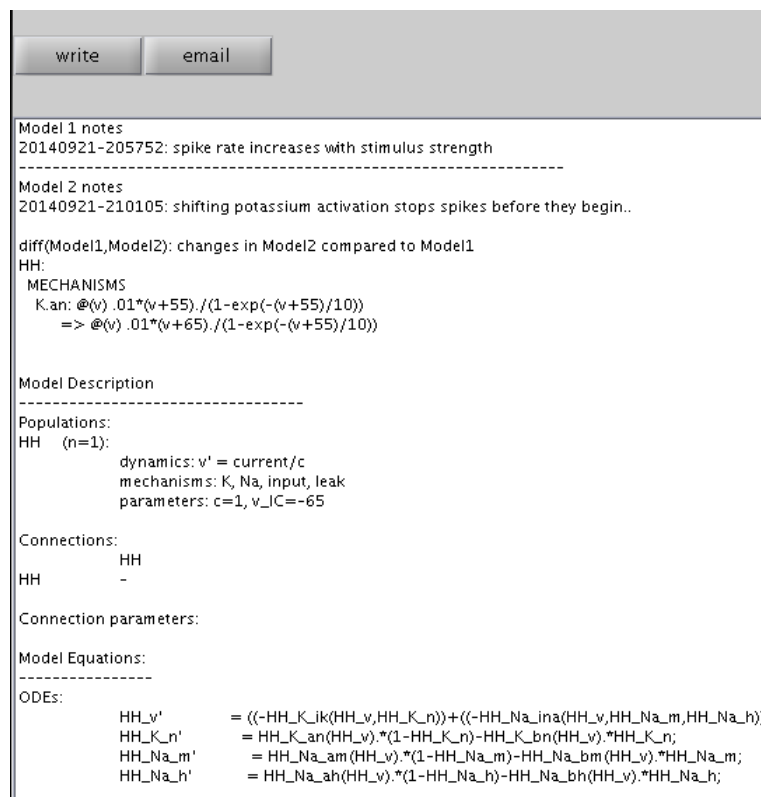 write email
Model 1 notes
20140921-205752: spike rate increases with stimulus strength
-----------------------------------------------------------------
Model 2 notes
20140921-210105: shifting potassium activation stops spikes before they begin..
diff(Model1,Model2): changes in Model2 compared to Model1
HH:
MECHANISMS
K.an: @(v) .01*(v+55)./(1-exp(-(v+55)/10))
=> @(v) .01*(v+65)./(1-exp(-(v+55)/10))
Model Description
----------------------------------
Populations:
HH (n=1):
dynamics: v' = current/c
mechanisms: K, Na, input, leak
parameters: c=1, v_IC=-65
Connections:
HH
HH -
Connection parameters:
Model Equations:
----------------
ODEs:
HH_v' = ((-HH_K_ik(HH_v,HH_K_n))+((-HH_Na_ina(HH_v,HH_Na_m,HH_Na_h))
HH_K_n' = HH_K_an(HH_v).*(1-HH_K_n)-HH_K_bn(HH_v).*HH_K_n;
HH_Na_m' = HH_Na_am(HH_v).*(1-HH_Na_m)-HH_Na_bm(HH_v).*HH_Na_m;
HH_Na_h' = HH_Na_ah(HH_v).*(1-HH_Na_h)-HH_Na_bh(HH_v).*HH_Na_h;